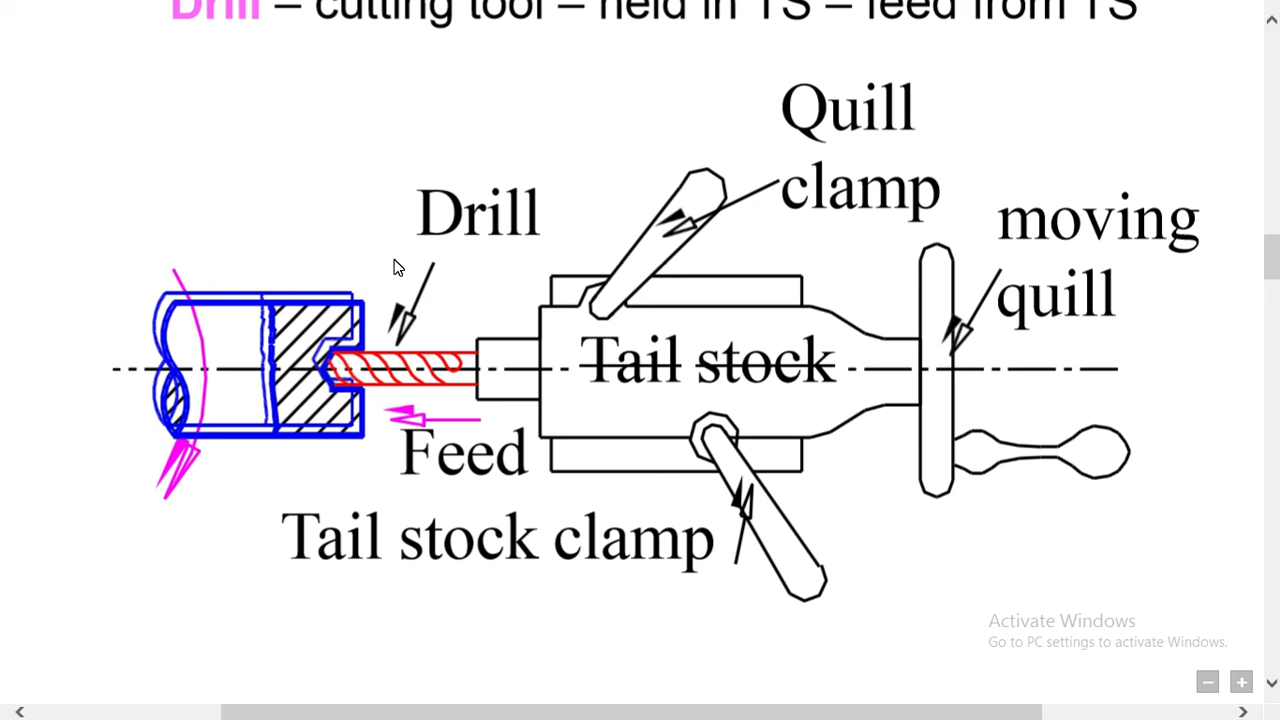 Drill – cutting tool – held in TS – feed from TS
Quill
clamp
Drill
moving
quill
Tail stock
Feed
Tail stock clamp
Activate Windows
Go to PC settings to activate Windows.